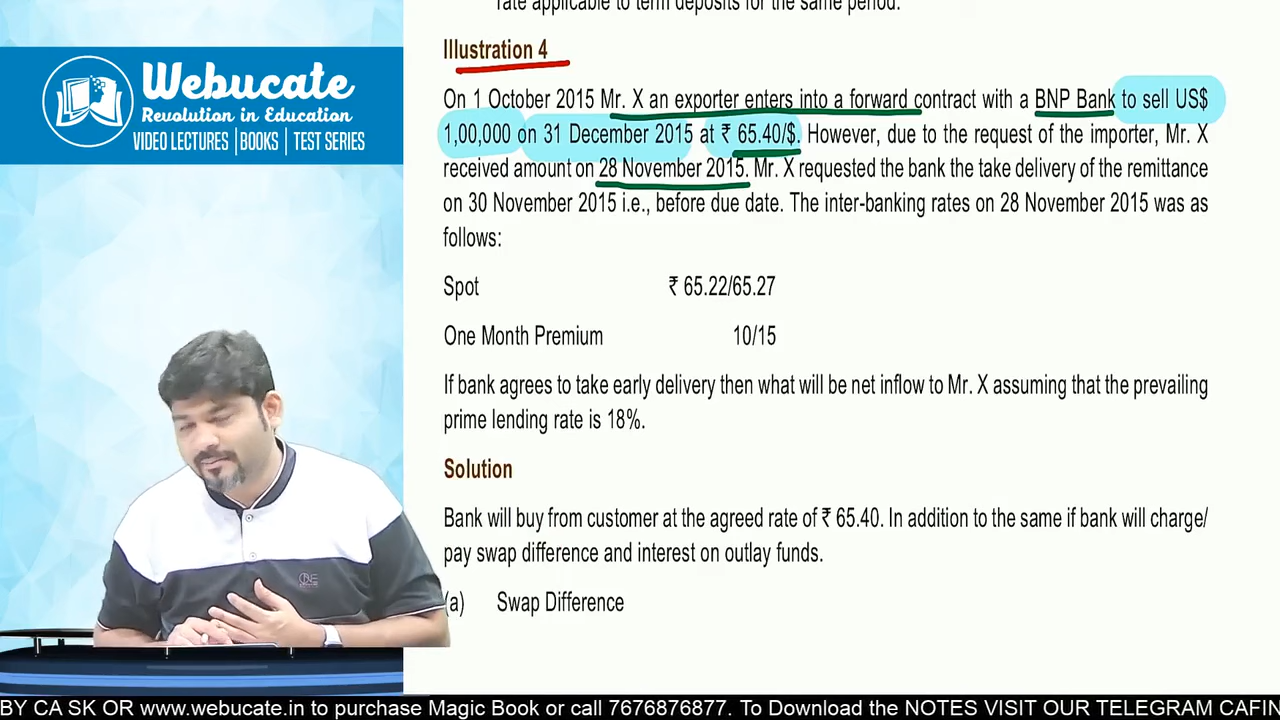 rate applicable to term deposits for the same period.
Illustration 4
Webucate
Revolution in Education
VIDEO LECTURES | BOOKS | TEST SERIES
On 1 October 2015 Mr. X an exporter enters into a forward contract with a BNP Bank to sell US$
1,00,000 on 31 December 2015 at ₹ 65.40/$. However, due to the request of the importer, Mr. X
received amount on 28 November 2015. Mr. X requested the bank the take delivery of the remittance
on 30 November 2015 i.e., before due date. The inter-banking rates on 28 November 2015 was as
follows:
Spot ₹ 65.22/65.27
One Month Premium 10/15
If bank agrees to take early delivery then what will be net inflow to Mr. X assuming that the prevailing
prime lending rate is 18%.
Solution
Bank will buy from customer at the agreed rate of ₹ 65.40. In addition to the same if bank will charge/
pay swap difference and interest on outlay funds.
(a) Swap Difference
BY CA SK OR www.webucate.in to purchase Magic Book or call 7676876877. To Download the NOTES VISIT OUR TELEGRAM CAFIN